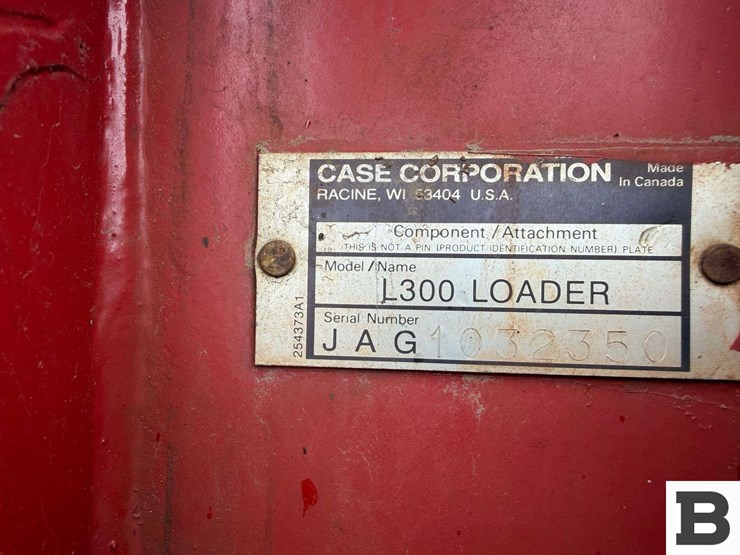 CASE CORPORATION
Made
In Canada
RACINE, WI 53404 U.S.A.
Component/Attachment
THIS IS NOT A PIN (PRODUCT IDENTIFICATION NUMBER) PLATE
Model/Name
L300 LOADER
Serial Number
JAG1032350
254373A1
B